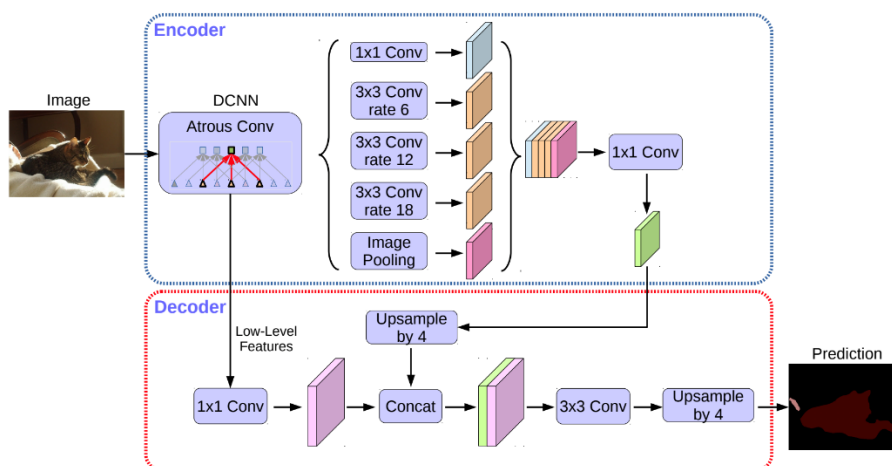 Encoder
Image
DCNN
Atrous Conv
1x1 Conv
3x3 Conv
rate 6
3x3 Conv
rate 12
3x3 Conv
rate 18
Image
Pooling
1x1 Conv
Decoder
Low-Level
Features
Upsample
by 4
1x1 Conv
Concat
3x3 Conv
Upsample
by 4
Prediction